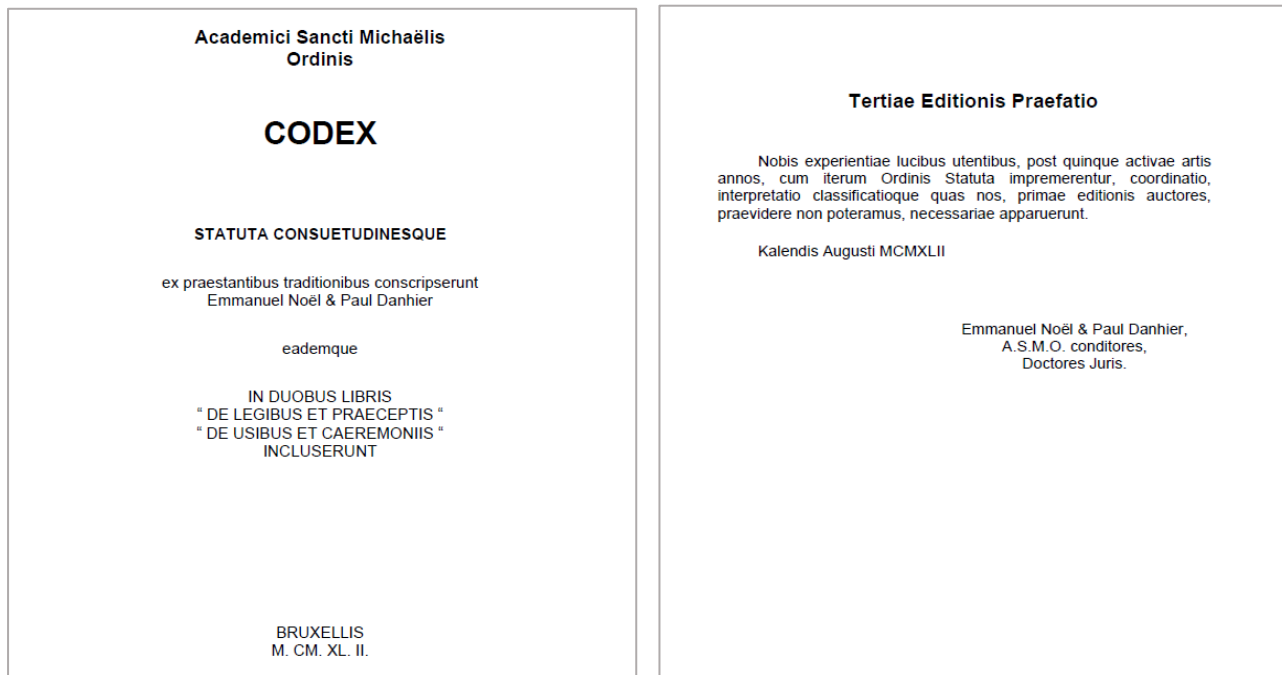 Academici Sancti Michaëlis
Ordinis
CODEX
STATUTA CONSUETUDINESQUE
ex praestantibus traditionibus conscripserunt
Emmanuel Noël & Paul Danhier
eademque
IN DUOBUS LIBRIS
“ DE LEGIBUS ET PRAECEPTIS “
“ DE USIBUS ET CAEREMONIIS “
INCLUSERUNT
BRUXELLIS
M. CM. XL. II.
Tertiae Editionis Praefatio
Nobis experientiae lucibus utentibus, post quinque activae artis
annos, cum iterum Ordinis Statuta impremerentur, coordinatio,
interpretatio classificatioque quas nos, primae editionis auctores,
praevidere non poteramus, necessariae apparuerunt.
Kalendis Augusti MCMXLII
Emmanuel Noël & Paul Danhier,
A.S.M.O. conditores,
Doctores Juris.